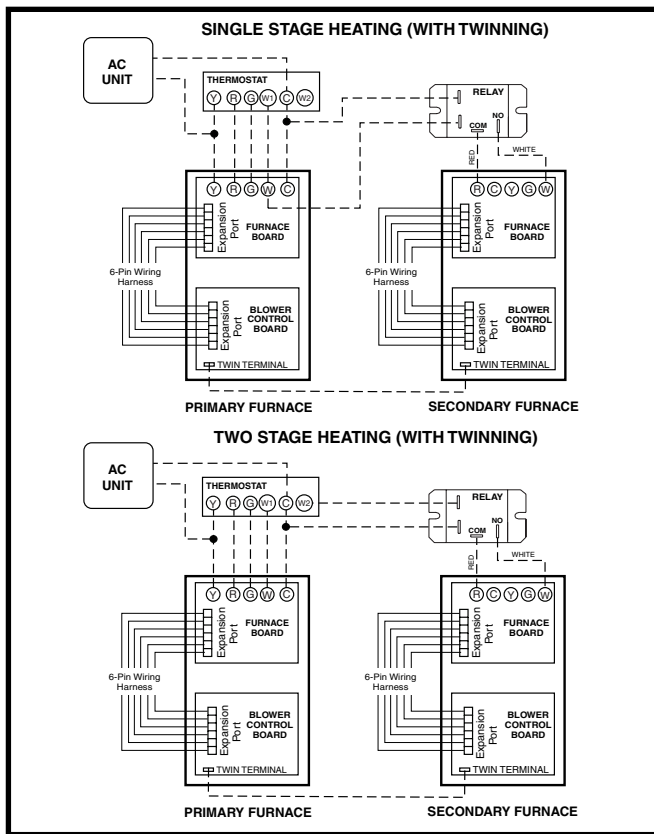 SINGLE STAGE HEATING (WITH TWINNING)
AC
UNIT
THERMOSTAT
Y R G W1 C W2
RELAY
COM
NO
RED
WHITE
Y R G W C
Expansion
Port
FURNACE
BOARD
6-Pin Wiring
Harness
Expansion
Port
BLOWER
CONTROL
BOARD
TWIN TERMINAL
PRIMARY FURNACE
R C Y G W
Expansion
Port
FURNACE
BOARD
6-Pin Wiring
Harness
Expansion
Port
BLOWER
CONTROL
BOARD
TWIN TERMINAL
SECONDARY FURNACE
TWO STAGE HEATING (WITH TWINNING)
AC
UNIT
THERMOSTAT
Y R G W1 C W2
RELAY
COM
NO
RED
WHITE
Y R G W C
Expansion
Port
FURNACE
BOARD
6-Pin Wiring
Harness
Expansion
Port
BLOWER
CONTROL
BOARD
TWIN TERMINAL
PRIMARY FURNACE
R C Y G W
Expansion
Port
FURNACE
BOARD
6-Pin Wiring
Harness
Expansion
Port
BLOWER
CONTROL
BOARD
TWIN TERMINAL
SECONDARY FURNACE